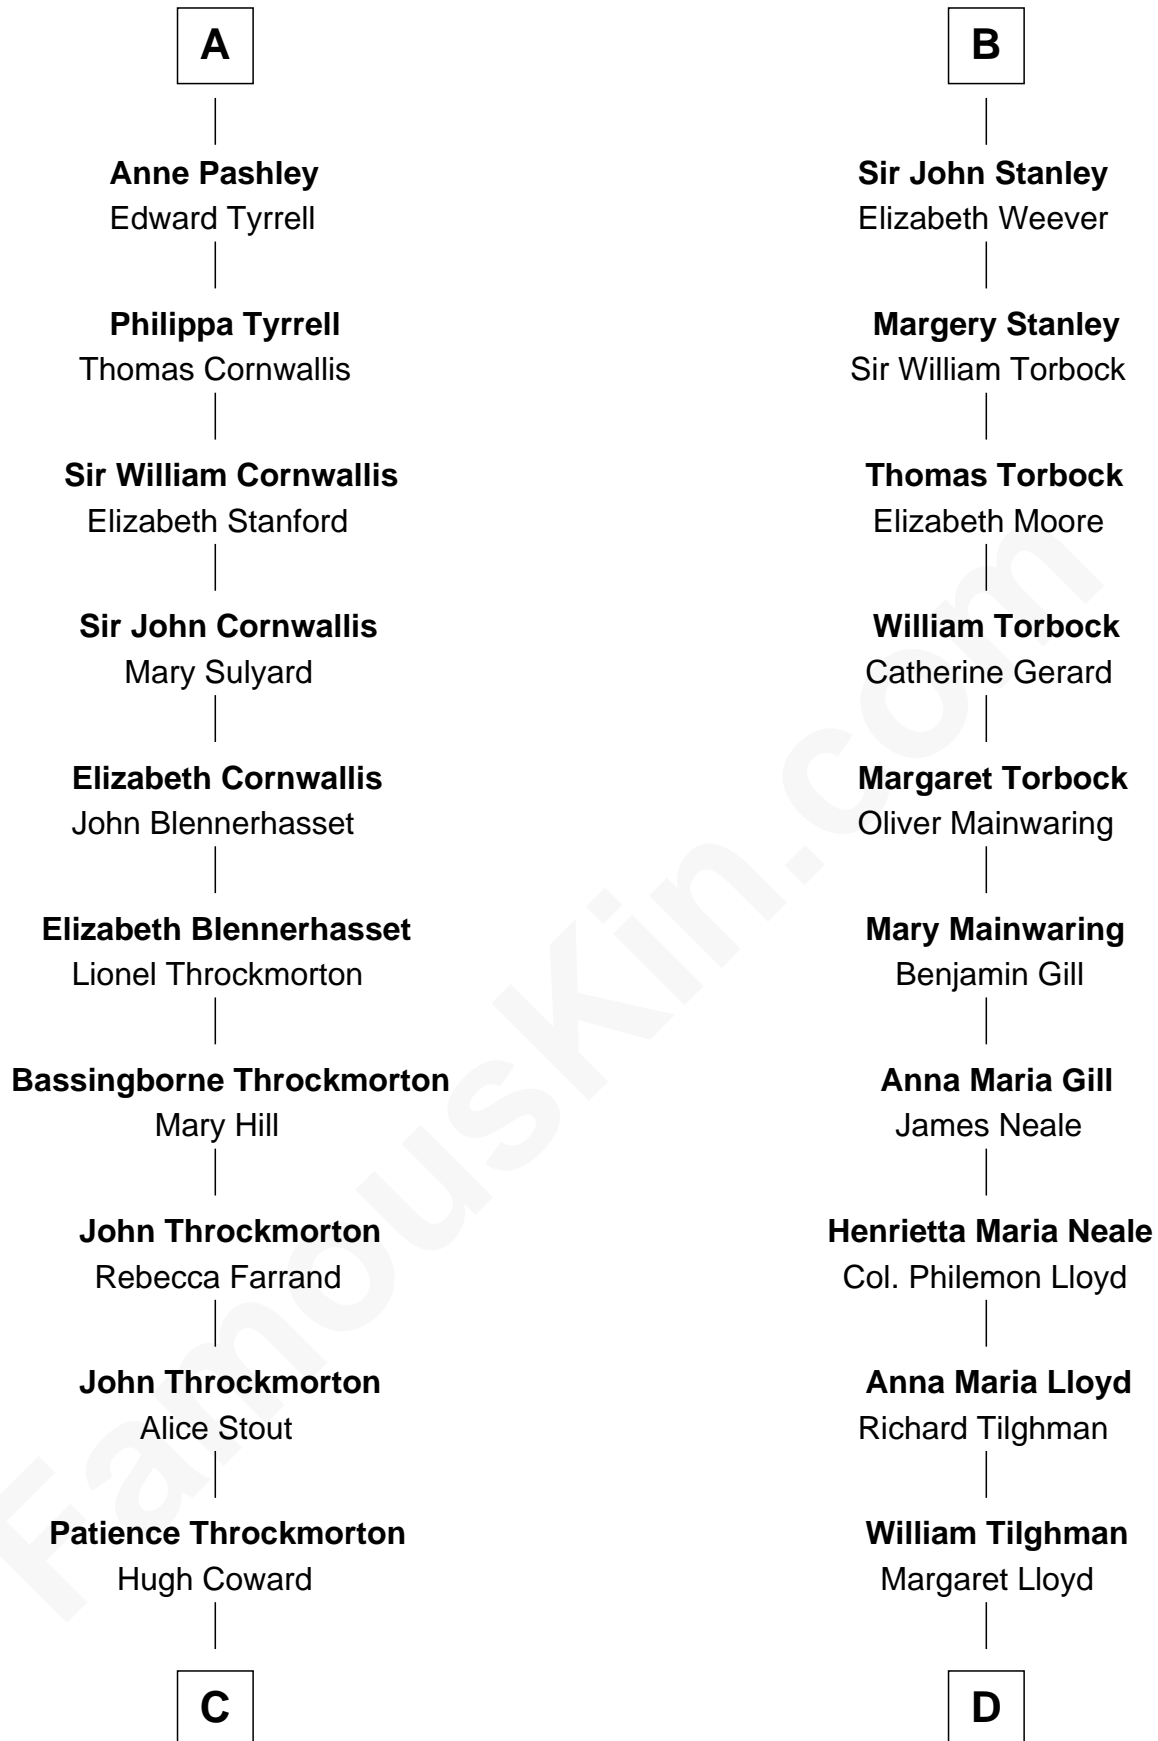 A
Anne Pashley
Edward Tyrrell
Philippa Tyrrell
Thomas Cornwallis
Sir William Cornwallis
Elizabeth Stanford
Sir John Cornwallis
Mary Sulyard
Elizabeth Cornwallis
John Blennerhasset
Elizabeth Blennerhasset
Lionel Throckmorton
Bassingborne Throckmorton
Mary Hill
John Throckmorton
Rebecca Farrand
John Throckmorton
Alice Stout
Patience Throckmorton
Hugh Coward
C
B
Sir John Stanley
Elizabeth Weever
Margery Stanley
Sir William Torbock
Thomas Torbock
Elizabeth Moore
William Torbock
Catherine Gerard
Margaret Torbock
Oliver Mainwaring
Mary Mainwaring
Benjamin Gill
Anna Maria Gill
James Neale
Henrietta Maria Neale
Col. Philemon Lloyd
Anna Maria Lloyd
Richard Tilghman
William Tilghman
Margaret Lloyd
D
FamousKin.com